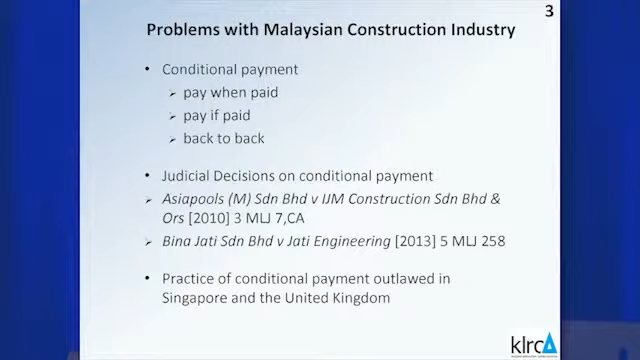 3
Problems with Malaysian Construction Industry
• Conditional payment
➢ pay when paid
➢ pay if paid
➢ back to back
• Judicial Decisions on conditional payment
➢ Asiapools (M) Sdn Bhd v IJM Construction Sdn Bhd &
Ors [2010] 3 MLJ 7,CA
➢ Bina Jati Sdn Bhd v Jati Engineering [2013] 5 MLJ 258
• Practice of conditional payment outlawed in
Singapore and the United Kingdom
klrca